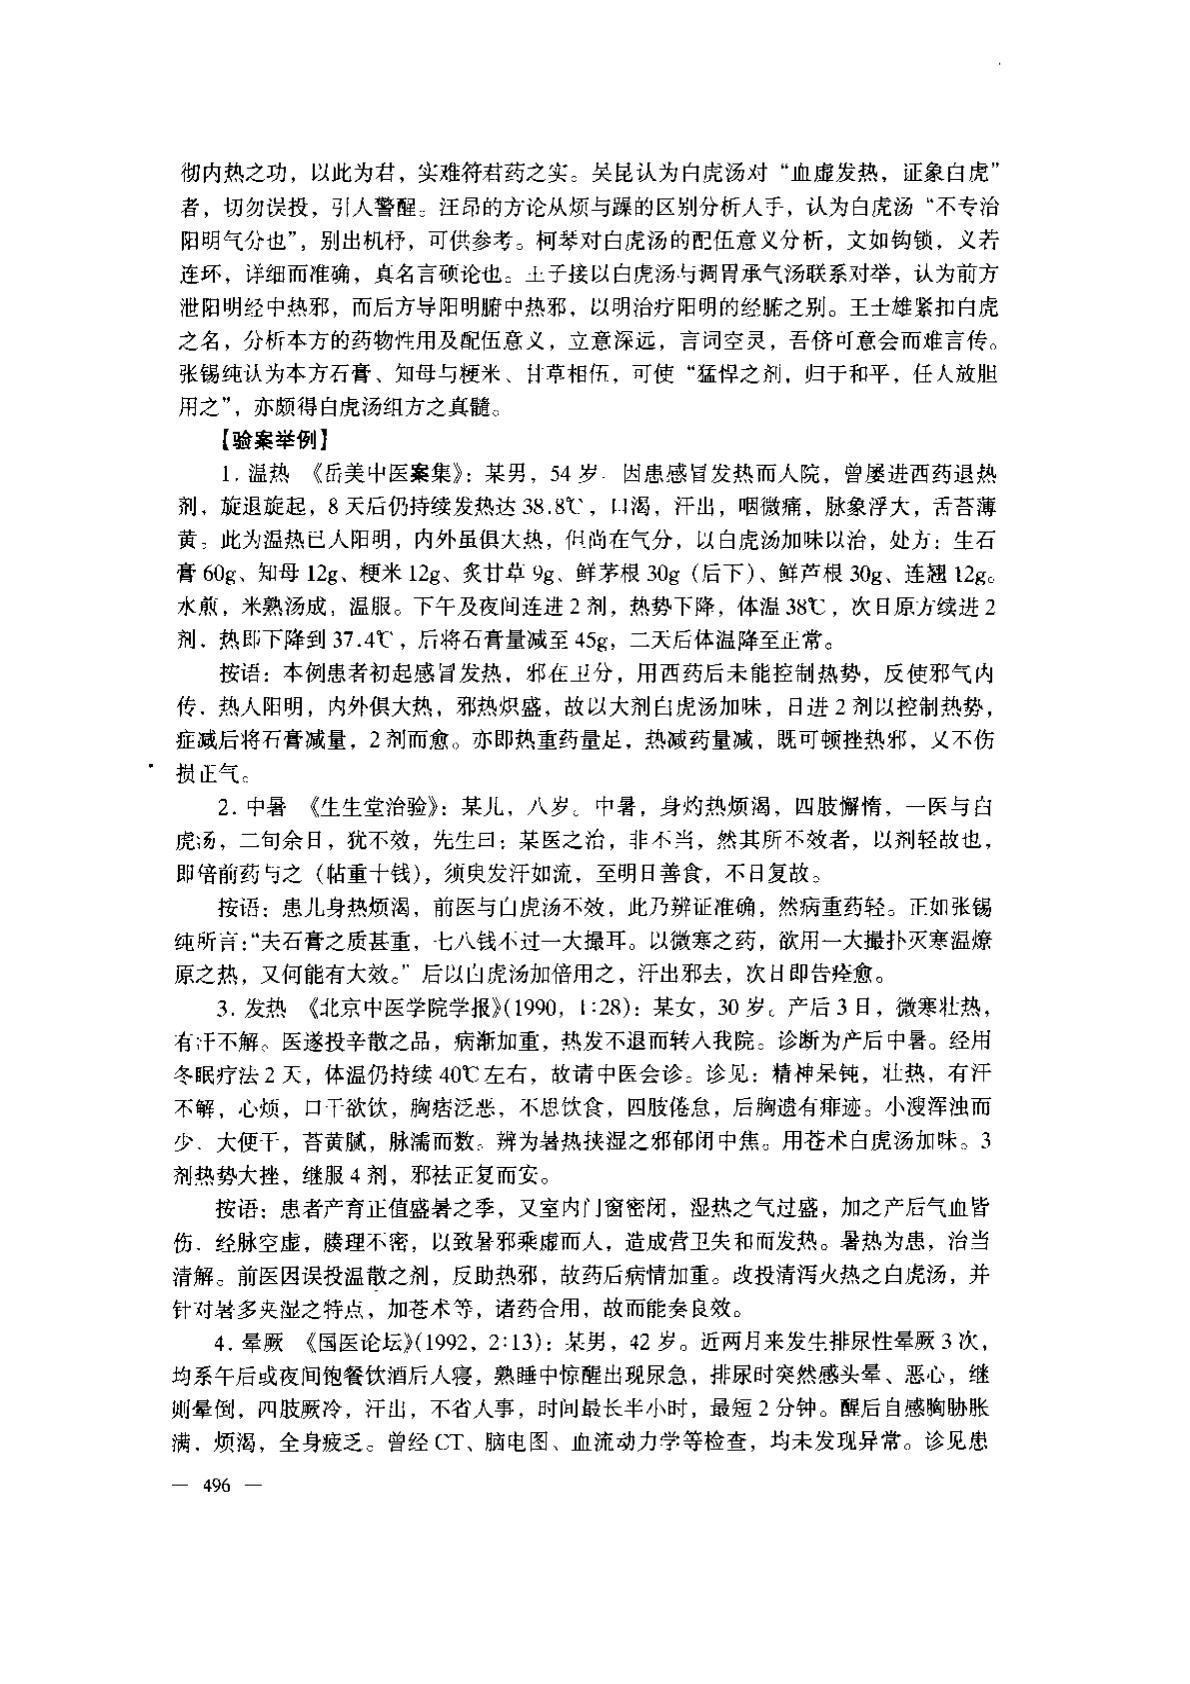 彻内热之功，以此为君，实难符君药之实。吴昆认为白虎汤对“血虚发热，证象白虎”
者，切勿误投，引人警醒。汪昂的方论从烦与躁的区别分析入手，认为白虎汤“不专治
阳明气分也”，别出机杼，可供参考。柯琴对白虎汤的配伍意义分析，文如钩锁，义若
连环，详细而准确，真名言硕论也。王子接以白虎汤与调胃承气汤联系对举，认为前方
泄阳明经中热邪，而后方导阳明腑中热邪，以明治疗阳明的经腑之别。王士雄紧扣白虎
之名，分析本方的药物性用及配伍意义，立意深远，言词空灵，吾侪可意会而难言传。
张锡纯认为本方石膏、知母与粳米、甘草相伍，可使“猛悍之剂，归于和平，任人放胆
用之”，亦颇得白虎汤组方之真髓。
【验案举例】
1. 温热 《岳美中医案集》：某男，54岁。因患感冒发热而入院，曾屡进西药退热
剂，旋退旋起，8天后仍持续发热达38.8℃，口渴，汗出，咽微痛，脉象浮大，舌苔薄
黄。此为温热已入阳明，内外虽俱大热，但尚在气分，以白虎汤加味以治，处方：生石
膏60g、知母12g、粳米12g、炙甘草9g、鲜茅根30g（后下）、鲜芦根30g、连翘12g。
水煎，米熟汤成，温服。下午及夜间连进2剂，热势下降，体温38℃，次日原方续进2
剂，热即下降到37.4℃，后将石膏量减至45g，二天后体温降至正常。
按语：本例患者初起感冒发热，邪在卫分，用西药后未能控制热势，反使邪气内
传，热入阳明，内外俱大热，邪热炽盛，故以大剂白虎汤加味，日进2剂以控制热势，
症减后将石膏减量，2剂而愈。亦即热重药量足，热减药量减，既可顿挫热邪，又不伤
损正气。
2. 中暑 《生生堂治验》：某儿，八岁。中暑，身灼热烦渴，四肢懈惰，一医与白
虎汤，二旬余日，犹不效，先生曰：某医之治，非不当，然其所不效者，以剂轻故也，
即倍前药与之（帖重十钱），须臾发汗如流，至明日善食，不日复故。
按语：患儿身热烦渴，前医与白虎汤不效，此乃辨证准确，然病重药轻。正如张锡
纯所言：“夫石膏之质甚重，七八钱不过一大撮耳。以微寒之药，欲用一大撮扑灭寒温燎
原之热，又何能有大效。”后以白虎汤加倍用之，汗出邪去，次日即告痊愈。
3. 发热 《北京中医学院学报》（1990，1:28）：某女，30岁。产后3日，微寒壮热，
有汗不解。医遂投辛散之品，病渐加重，热发不退而转入我院。诊断为产后中暑。经用
冬眠疗法2天，体温仍持续40℃左右，故请中医会诊。诊见：精神呆钝，壮热，有汗
不解，心烦，口干欲饮，胸痞泛恶，不思饮食，四肢倦怠，后胸遗有痱迹。小溲浑浊而
少、大便干，苔黄腻，脉濡而数。辨为暑热挟湿之邪郁闭中焦。用苍术白虎汤加味。3
剂热势大挫，继服4剂，邪祛正复而安。
按语：患者产育正值盛暑之季，又室内门窗密闭，湿热之气过盛，加之产后气血皆
伤，经脉空虚，腠理不密，以致暑邪乘虚而入，造成营卫失和而发热。暑热为患，治当
清解。前医因误投温散之剂，反助热邪，故药后病情加重。改投清泻火热之白虎汤，并
针对暑多夹湿之特点，加苍术等，诸药合用，故而能奏良效。
4. 晕厥 《国医论坛》（1992，2:13）：某男，42岁。近两月来发生排尿性晕厥3次，
均系午后或夜间饱餐饮酒后入寝，熟睡中惊醒出现尿急，排尿时突然感头晕、恶心，继
则晕倒，四肢厥冷，汗出，不省人事，时间最长半小时，最短2分钟。醒后自感胸胁胀
满，烦渴，全身疲乏。曾经CT、脑电图、血流动力学等检查，均未发现异常。诊见患
— 496 —